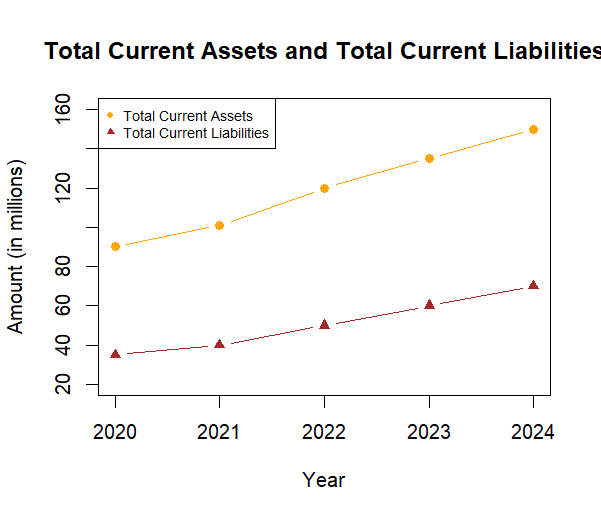 Total Current Assets and Total Current Liabilities
Total Current Assets
Total Current Liabilities
Amount (in millions)
160
120
80
60
40
20
2020 2021 2022 2023 2024
Year